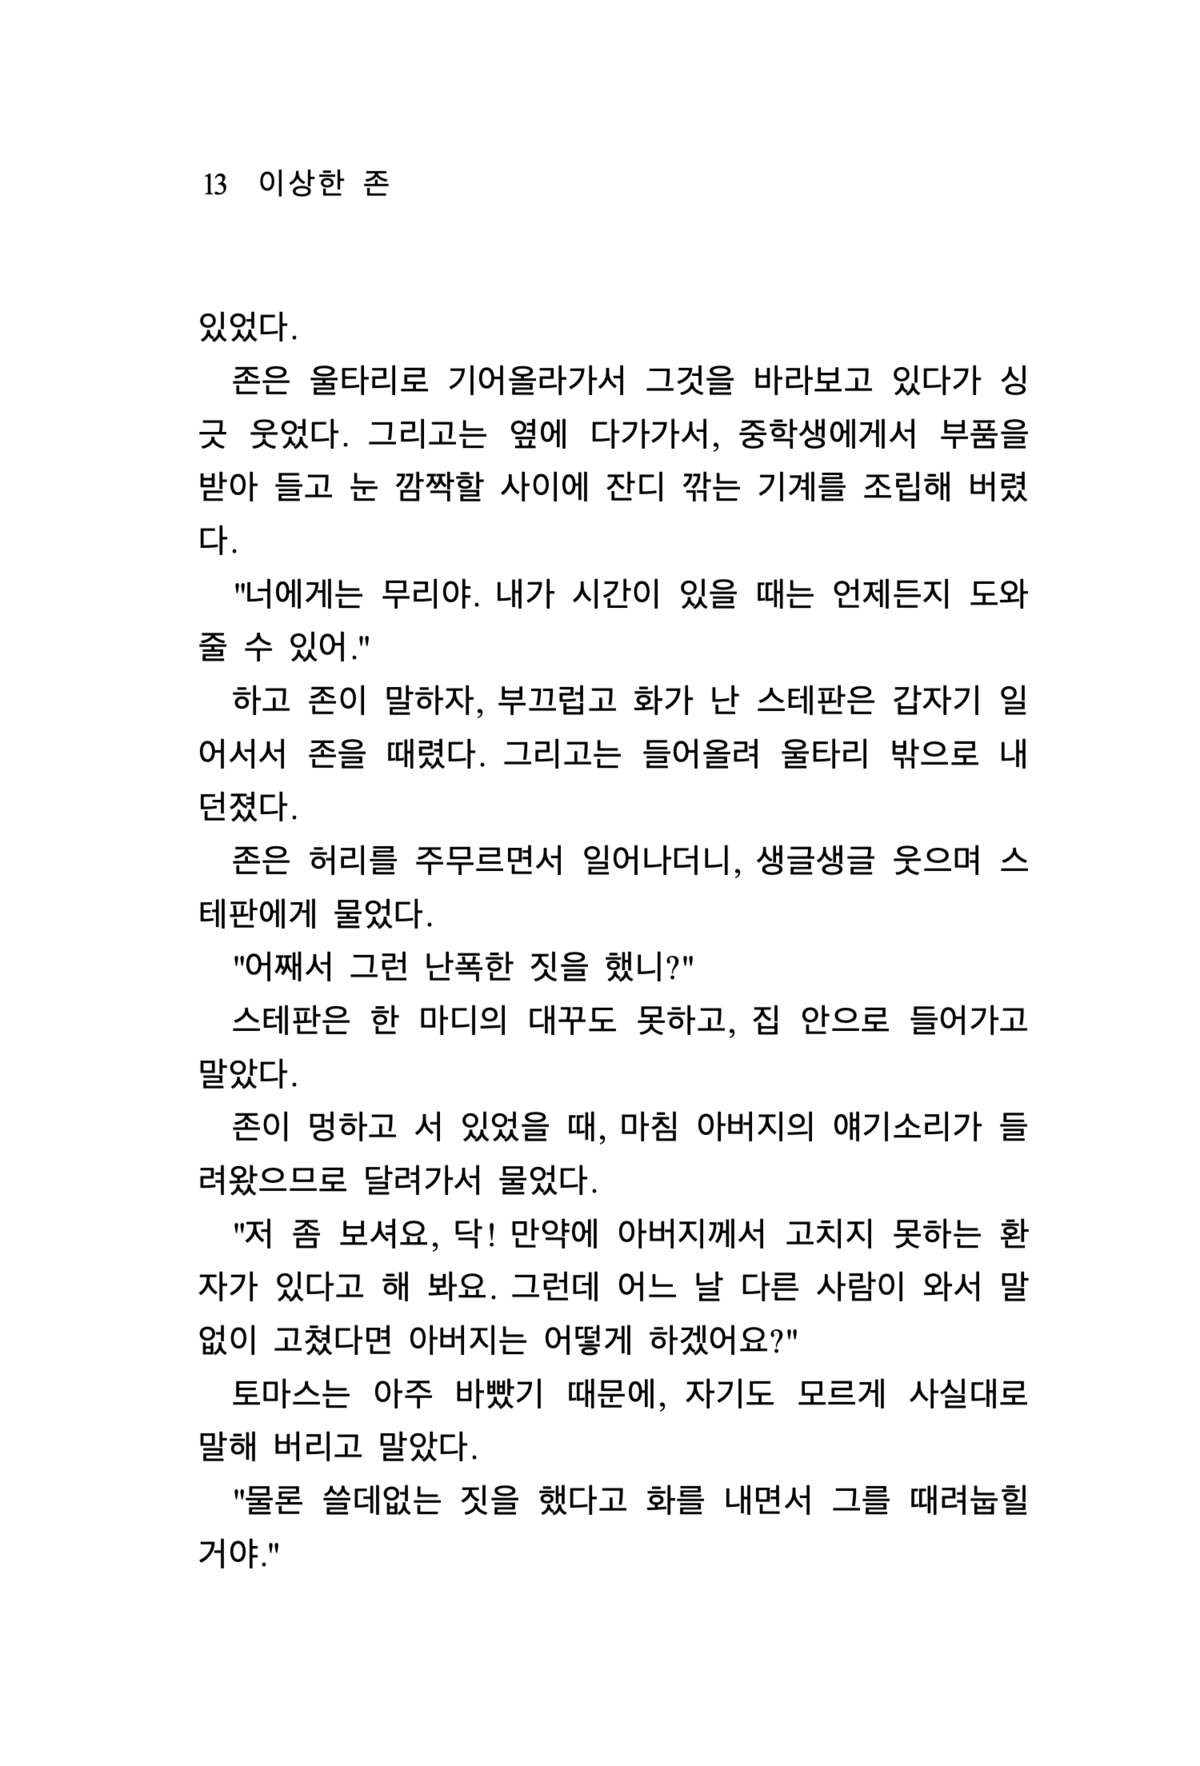 13 이상한 존
있었다.
존은 울타리로 기어올라가서 그것을 바라보고 있다가 싱
긋 웃었다. 그리고는 옆에 다가가서, 중학생에게서 부품을
받아 들고 눈 깜짝할 사이에 잔디 깎는 기계를 조립해 버렸
다.
"너에게는 무리야. 내가 시간이 있을 때는 언제든지 도와
줄 수 있어."
하고 존이 말하자, 부끄럽고 화가 난 스테판은 갑자기 일
어서서 존을 때렸다. 그리고는 들어올려 울타리 밖으로 내
던졌다.
존은 허리를 주무르면서 일어나더니, 생글생글 웃으며 스
테판에게 물었다.
"어째서 그런 난폭한 짓을 했니?"
스테판은 한 마디의 대꾸도 못하고, 집 안으로 들어가고
말았다.
존이 멍하고 서 있었을 때, 마침 아버지의 얘기소리가 들
려왔으므로 달려가서 물었다.
"저 좀 보셔요, 닥! 만약에 아버지께서 고치지 못하는 환
자가 있다고 해 봐요. 그런데 어느 날 다른 사람이 와서 말
없이 고쳤다면 아버지는 어떻게 하겠어요?"
토마스는 아주 바빴기 때문에, 자기도 모르게 사실대로
말해 버리고 말았다.
"물론 쓸데없는 짓을 했다고 화를 내면서 그를 때려눕힐
거야."